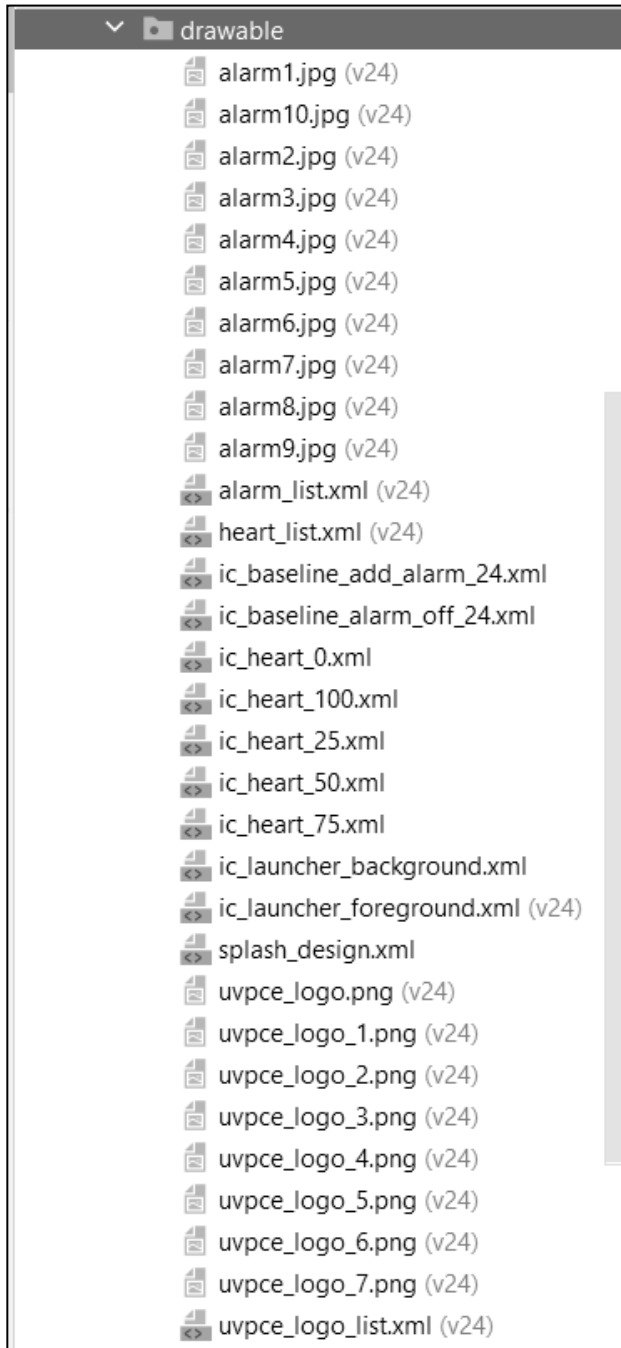 drawable
alarm1.jpg (v24)
alarm10.jpg (v24)
alarm2.jpg (v24)
alarm3.jpg (v24)
alarm4.jpg (v24)
alarm5.jpg (v24)
alarm6.jpg (v24)
alarm7.jpg (v24)
alarm8.jpg (v24)
alarm9.jpg (v24)
alarm_list.xml (v24)
heart_list.xml (v24)
ic_baseline_add_alarm_24.xml
ic_baseline_alarm_off_24.xml
ic_heart_0.xml
ic_heart_100.xml
ic_heart_25.xml
ic_heart_50.xml
ic_heart_75.xml
ic_launcher_background.xml
ic_launcher_foreground.xml (v24)
splash_design.xml
uvpce_logo.png (v24)
uvpce_logo_1.png (v24)
uvpce_logo_2.png (v24)
uvpce_logo_3.png (v24)
uvpce_logo_4.png (v24)
uvpce_logo_5.png (v24)
uvpce_logo_6.png (v24)
uvpce_logo_7.png (v24)
uvpce_logo_list.xml (v24)